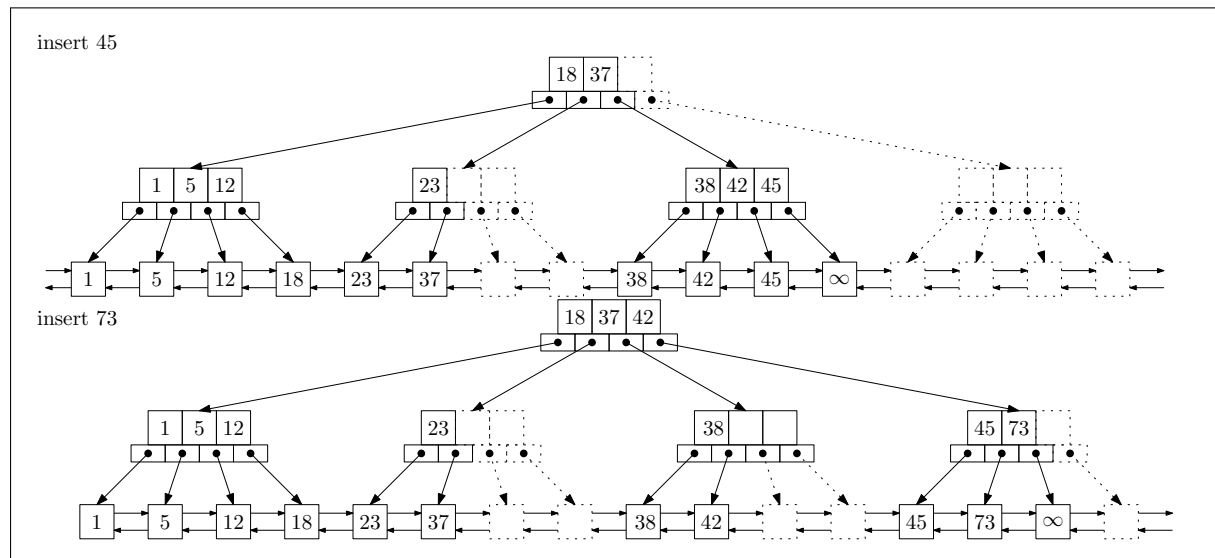 insert 45
18 37
1 5 12 23 38 42 45
1 5 12 18 23 37 38 42 45 ∞
insert 73
18 37 42
1 5 12 23 38 45 73
1 5 12 18 23 37 38 42 45 73 ∞